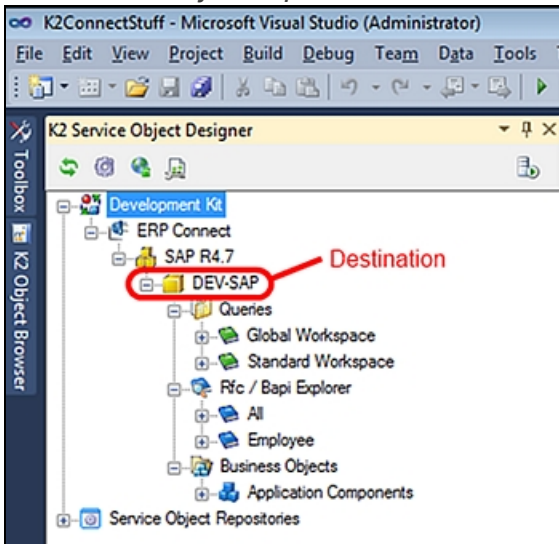 K2ConnectStuff - Microsoft Visual Studio (Administrator)
File Edit View Project Build Debug Team Data Tools
K2 Service Object Designer
Toolbox
K2 Object Browser
Development Kit
ERP Connect
SAP R4.7
DEV-SAP
Destination
Queries
Global Workspace
Standard Workspace
Rfc / Bapi Explorer
All
Employee
Business Objects
Application Components
Service Object Repositories